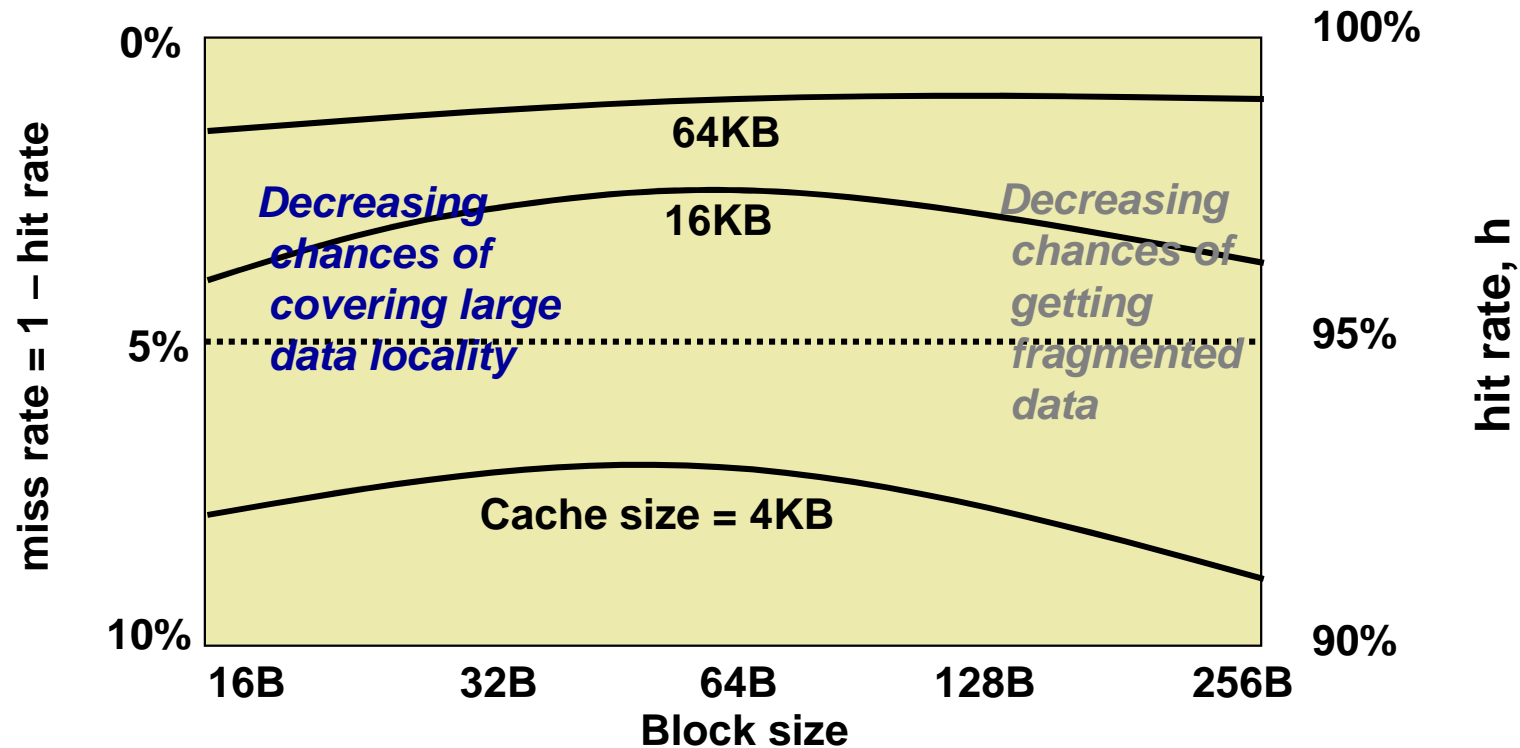 0%
100%
miss rate = 1 – hit rate
64KB
Decreasing
chances of
covering large
data locality
16KB
Decreasing
chances of
getting
fragmented
data
hit rate, h
5%
95%
Cache size = 4KB
10%
90%
16B 32B 64B 128B 256B
Block size